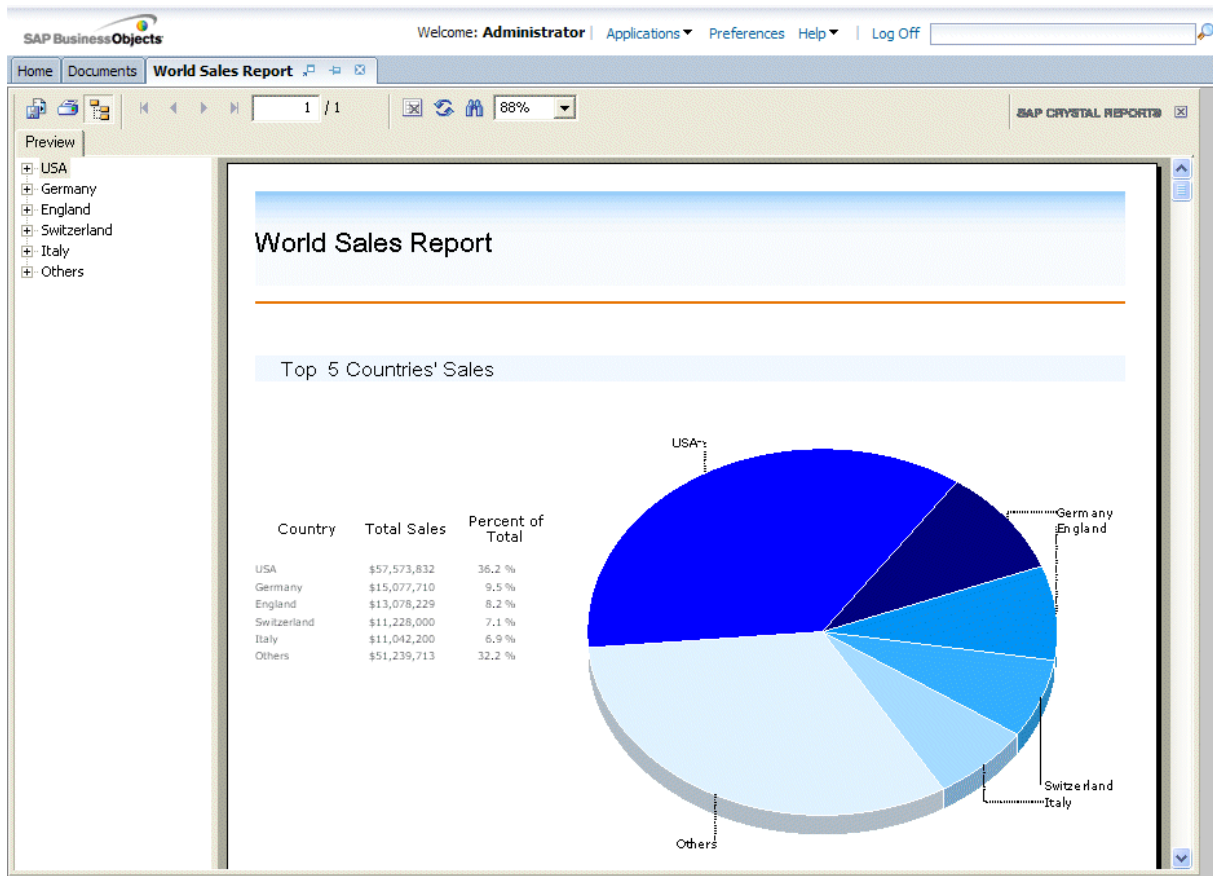 SAP BusinessObjects Welcome: Administrator | Applications Preferences Help | Log Off
Home Documents World Sales Report
1 / 1 88% SAP CRYSTAL REPORTS
Preview
USA
Germany
England
Switzerland
Italy
Others
World Sales Report
Top 5 Countries' Sales
Country Total Sales Percent of Total
USA $57,573,832 36.2 %
Germany $15,077,710 9.5 %
England $13,078,229 8.2 %
Switzerland $11,228,000 7.1 %
Italy $11,042,200 6.9 %
Others $51,239,713 32.2 %
USA
Germany
England
Switzerland
Italy
Others